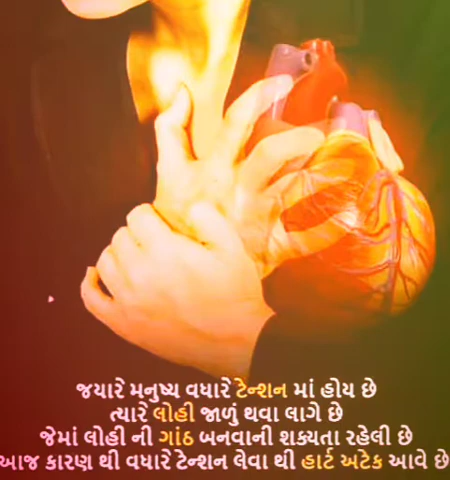 જયારે મનુષ્ય વધારે ટેન્શન માં હોય છે
ત્યારે લોહી જાળું થવા લાગે છે
જેમાં લોહી ની ગાંઠ બનવાની શક્યતા રહેલી છે
આજ કારણ થી વધારે ટેન્શન લેવા થી હાર્ટ અટેક આવે છે